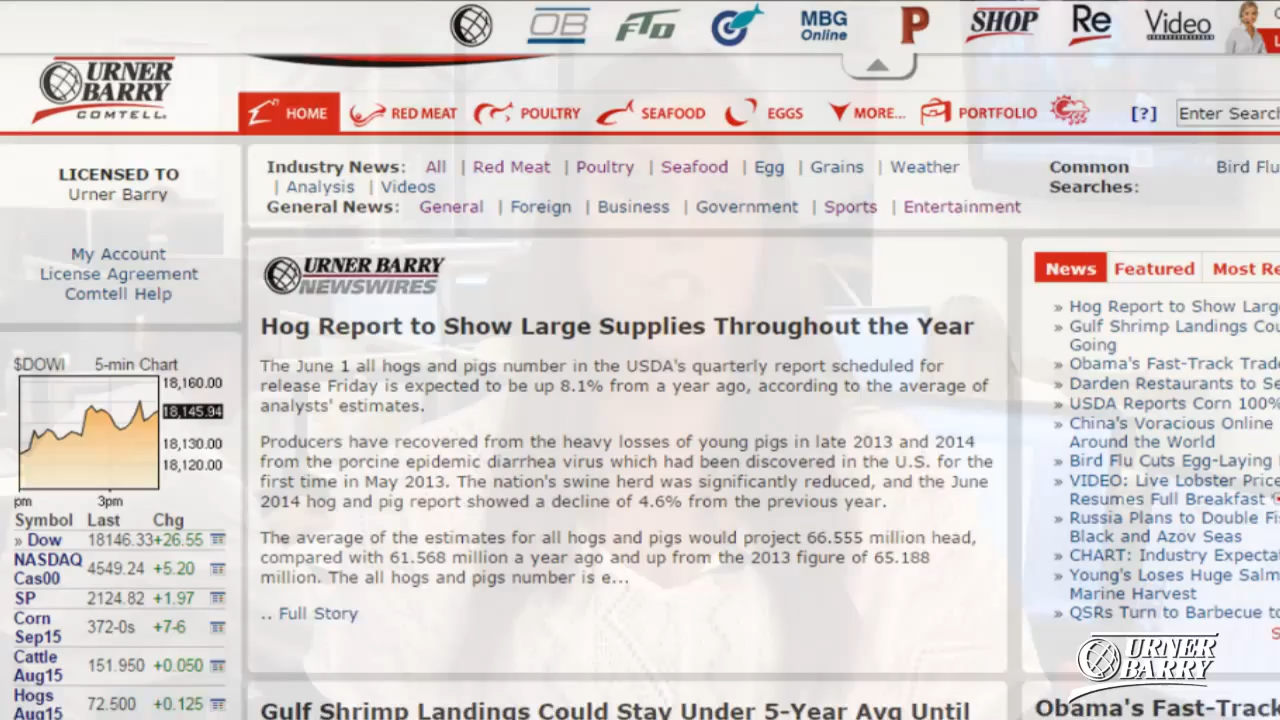 OB
FTO
MBG
Online
P
SHOP
Re
Video
URNER
BARRY
COMTELL.
HOME
RED MEAT
POULTRY
SEAFOOD
EGGS
MORE...
PORTFOLIO
[?]
Enter Searc
LICENSED TO
Urner Barry
My Account
License Agreement
Comtell Help
Industry News: All | Red Meat | Poultry | Seafood | Egg | Grains | Weather
| Analysis | Videos
General News: General | Foreign | Business | Government | Sports | Entertainment
Common
Searches:
Bird Flu
URNER BARRY
NEWSWIRES
Hog Report to Show Large Supplies Throughout the Year
The June 1 all hogs and pigs number in the USDA's quarterly report scheduled for
release Friday is expected to be up 8.1% from a year ago, according to the average of
analysts' estimates.
Producers have recovered from the heavy losses of young pigs in late 2013 and 2014
from the porcine epidemic diarrhea virus which had been discovered in the U.S. for the
first time in May 2013. The nation's swine herd was significantly reduced, and the June
2014 hog and pig report showed a decline of 4.6% from the previous year.
The average of the estimates for all hogs and pigs would project 66.555 million head,
compared with 61.568 million a year ago and up from the 2013 figure of 65.188
million. The all hogs and pigs number is e...
.. Full Story
News
Featured
Most Re
» Hog Report to Show Large
» Gulf Shrimp Landings Cou
Going
» Obama's Fast-Track Trade
» Darden Restaurants to Se
» USDA Reports Corn 100%
» China's Voracious Online
Around the World
» Bird Flu Cuts Egg-Laying
» VIDEO: Live Lobster Price
Resumes Full Breakfast
» Russia Plans to Double Fi
Black and Azov Seas
» CHART: Industry Expecta
» Young's Loses Huge Salm
Marine Harvest
» QSRs Turn to Barbecue to
$DOWI 5-min Chart
18,160.00
18,145.94
18,130.00
18,120.00
pm 3pm
Symbol Last Chg
» Dow 18146.33 +26.55
NASDAQ
Cas00 4549.24 +5.20
SP 2124.82 +1.97
Corn
Sep15 372-0s +7-6
Cattle
Aug15 151.950 +0.050
Hogs
Aug15 72.500 +0.125
Gulf Shrimp Landings Could Stay Under 5-Year Avg Until
Obama's Fast-Track
URNER
BARRY